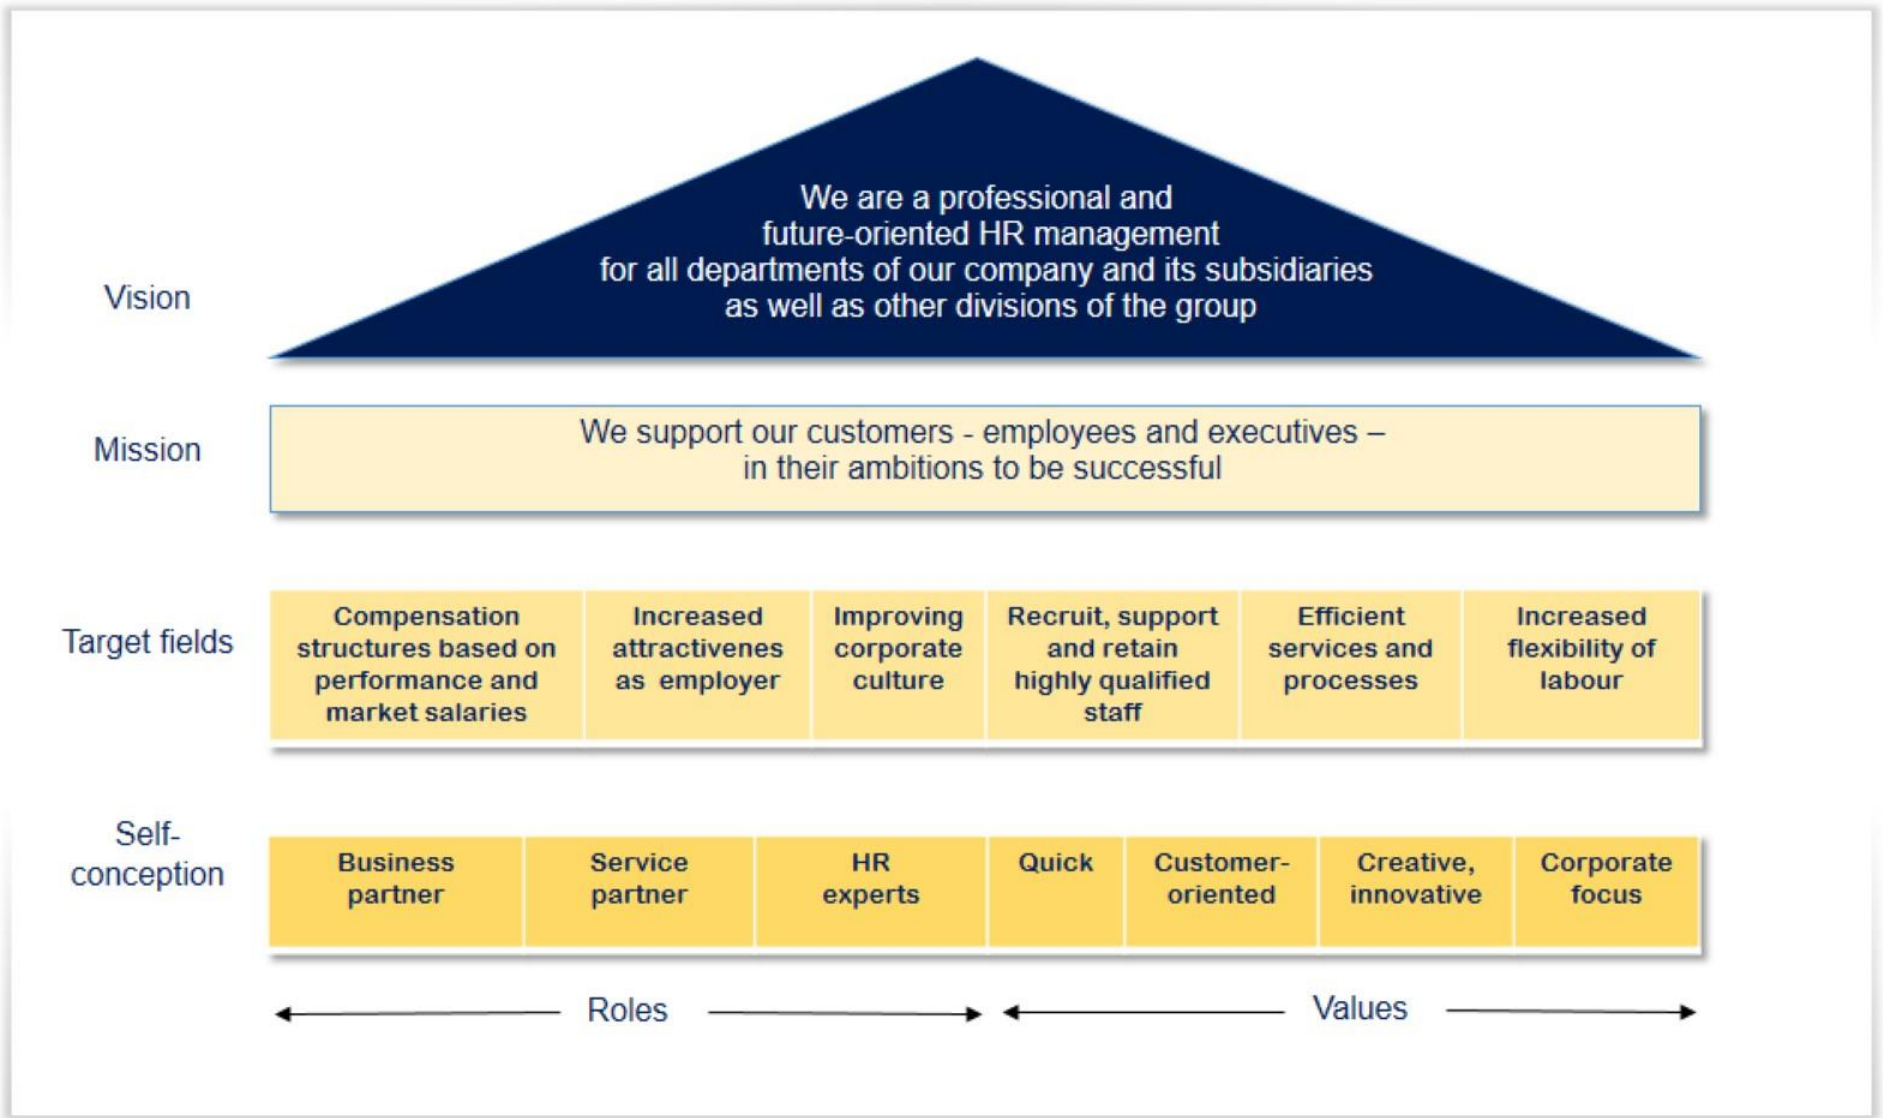 We are a professional and
future-oriented HR management
for all departments of our company and its subsidiaries
as well as other divisions of the group
Vision
Mission
We support our customers - employees and executives –
in their ambitions to be successful
Target fields
Compensation
structures based on
performance and
market salaries
Increased
attractivenes
as employer
Improving
corporate
culture
Recruit, support
and retain
highly qualified
staff
Efficient
services and
processes
Increased
flexibility of
labour
Self-
conception
Business
partner
Service
partner
HR
experts
Quick
Customer-
oriented
Creative,
innovative
Corporate
focus
Roles
Values